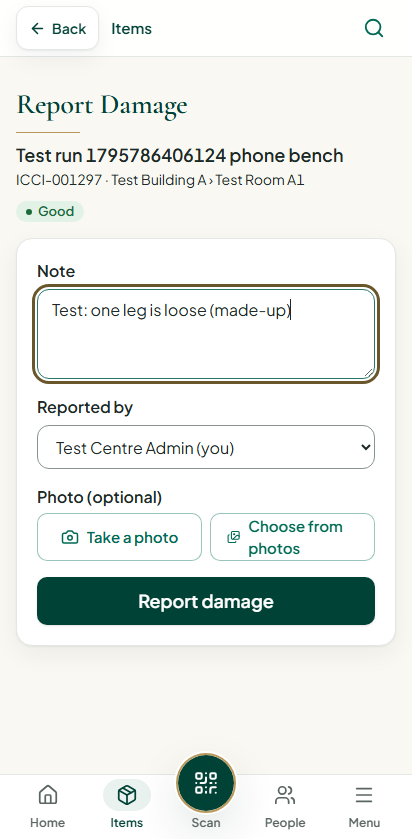 Back
Items
Report Damage
Test run 1795786406124 phone bench
ICCI-001297 · Test Building A › Test Room A1
Good
Note
Test: one leg is loose (made-up)
Reported by
Test Centre Admin (you)
Photo (optional)
Take a photo
Choose from
photos
Report damage
Home
Items
Scan
People
Menu